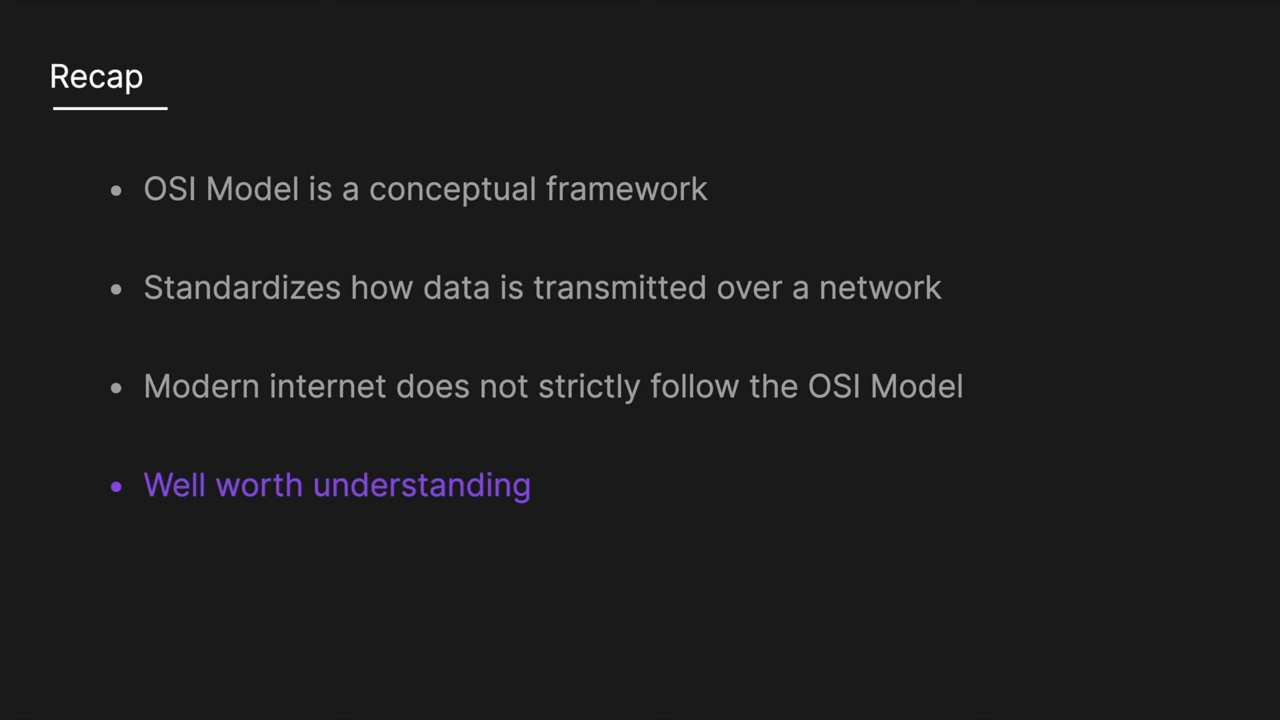 Recap
• OSI Model is a conceptual framework
• Standardizes how data is transmitted over a network
• Modern internet does not strictly follow the OSI Model
• Well worth understanding